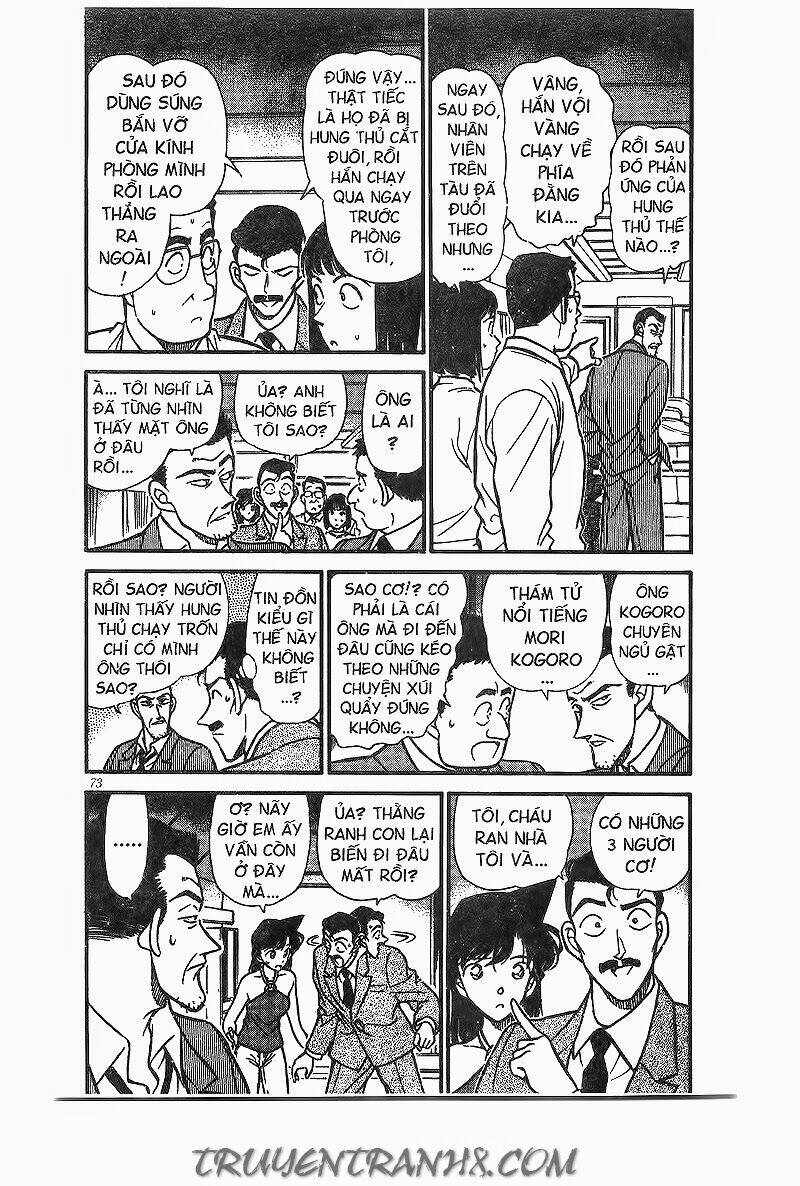 RỒI SAU
ĐÓ PHẢN
ỨNG CỦA
HUNG
THỦ THẾ
NÀO...?
VÂNG,
HẮN VỘI
VÀNG
CHẠY VỀ
PHÍA
ĐẰNG
KIA...
NGAY
SAU ĐÓ,
NHÂN
VIÊN
TRÊN
TÀU ĐÃ
ĐUỔI
THEO
NHƯNG
...
ĐÚNG VẬY...
THẬT TIẾC
LÀ HỌ ĐÃ BỊ
HUNG THỦ CẮT
ĐUÔI, RỒI
HẮN CHẠY
QUA NGAY
TRƯỚC
PHÒNG
TÔI,
SAU ĐÓ
DÙNG SÚNG
BẮN VỠ
CỬA KÍNH
PHÒNG MÌNH
RỒI LAO
THẲNG
RA
NGOÀI
!
ÔNG
LÀ AI
?
ỦA? ANH
KHÔNG BIẾT
TÔI SAO?
À... TÔI NGHĨ LÀ
ĐÃ TỪNG NHÌN
THẤY MẶT ÔNG
Ở ĐÂU
RỒI...
ÔNG
KOGORO
CHUYÊN
NGỦ GẬT
...
THÁM TỬ
NỔI TIẾNG
MORI
KOGORO...
SAO CƠ!? CÓ
PHẢI LÀ CÁI
ÔNG MÀ ĐI ĐẾN
ĐÂU CŨNG KÉO
THEO NHỮNG
CHUYỆN XÚI
QUẨY ĐÚNG
KHÔNG...
TIN ĐỒN
KIỂU GÌ
THẾ NÀY
KHÔNG
BIẾT
...?
RỒI SAO? NGƯỜI
NHÌN THẤY HUNG
THỦ CHẠY TRỐN
CHỈ CÓ MÌNH
ÔNG THÔI
SAO?
73
CÓ NHỮNG
3 NGƯỜI
CƠ!
TÔI, CHÁU
RAN NHÀ
TÔI VÀ...
ỦA? THẰNG
RANH CON LẠI
BIẾN ĐI ĐÂU
MẤT RỒI?
Ơ? NÃY
GIỜ EM ẤY
VẪN CÒN
Ở ĐÂY
MÀ...
......
TRUYENTRANH8.COM